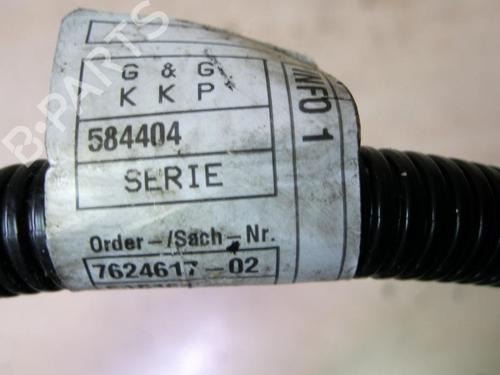 G & G
K K P
584404
SERIE
Order-/Sach-Nr.
7624617-02
INFO 1
B-PARTS